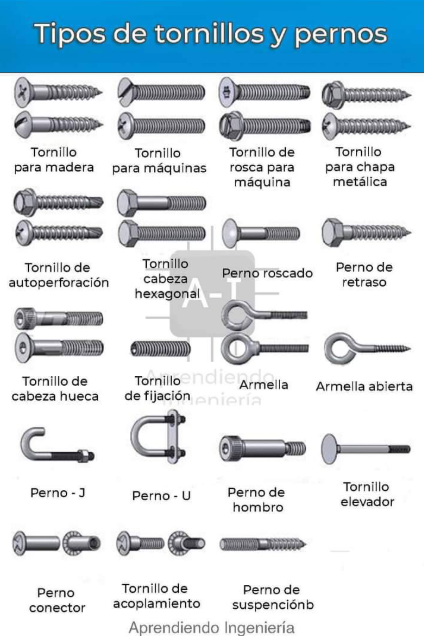 Tipos de tornillos y pernos
Tornillo
para madera
Tornillo
para máquinas
Tornillo de
rosca para
máquina
Tornillo
para chapa
metálica
Tornillo de
autoperforación
Tornillo
cabeza
hexagonal
Perno roscado
Perno de
retraso
A-I
Aprendiendo
Ingeniería
Tornillo de
cabeza hueca
Tornillo
de fijación
Armella
Armella abierta
Perno - J
Perno - U
Perno de
hombro
Tornillo
elevador
Perno
conector
Tornillo de
acoplamiento
Perno de
suspenciónb
Aprendiendo Ingeniería